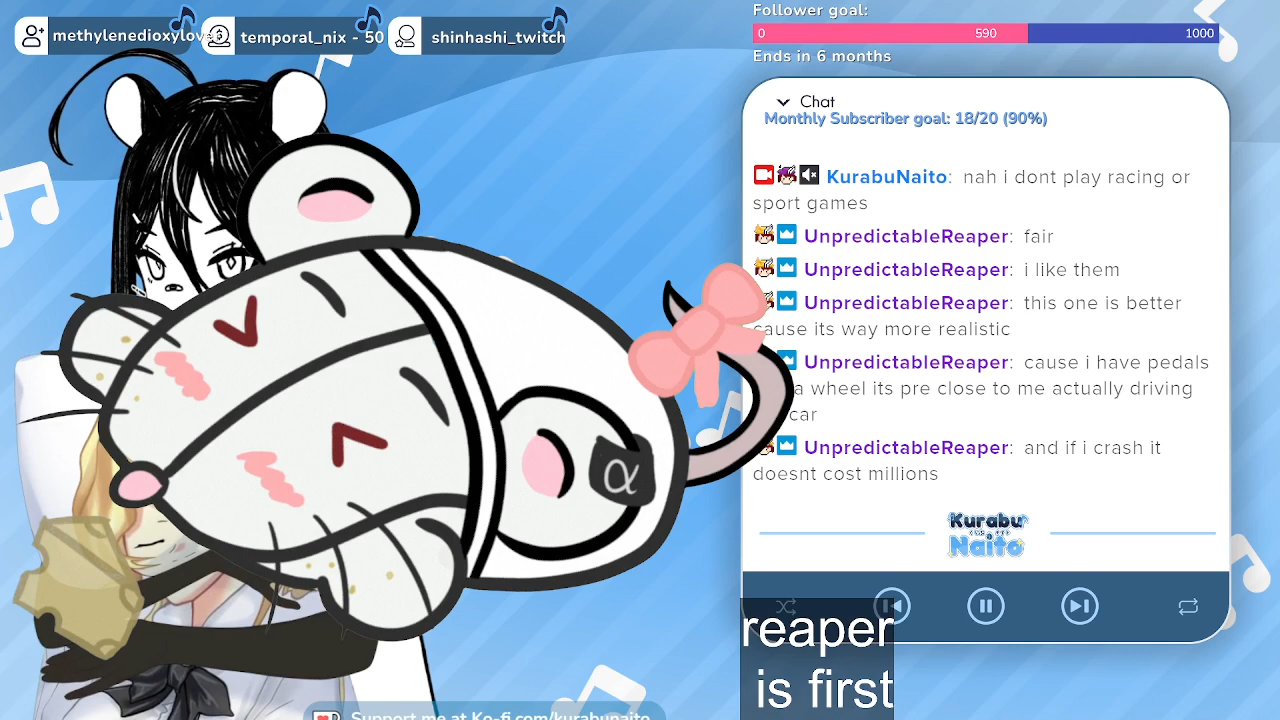 methylenedioxylove
temporal_nix - 50
shinhashi_twitch
Follower goal:
0 590 1000
Ends in 6 months
Chat
Monthly Subscriber goal: 18/20 (90%)
KurabuNaito: nah i dont play racing or
sport games
UnpredictableReaper: fair
UnpredictableReaper: i like them
UnpredictableReaper: this one is better
cause its way more realistic
UnpredictableReaper: cause i have pedals
a wheel its pre close to me actually driving
car
UnpredictableReaper: and if i crash it
doesnt cost millions
Kurabu
Naito
α
reaper
is first
Support me at Ko-fi.com/kurabunaito